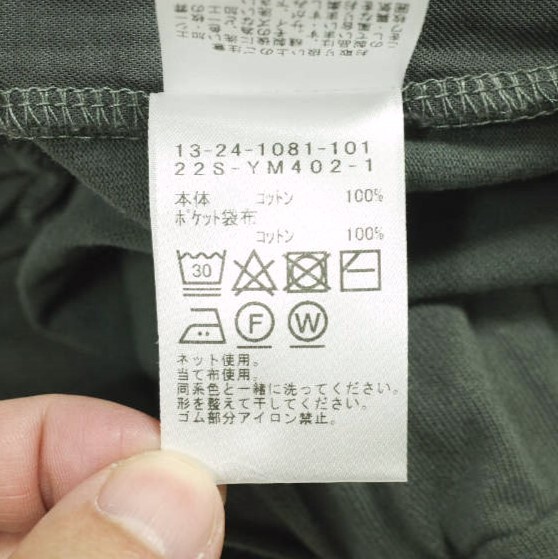 13-24-1081-101
22S-YM402-1
本体 コットン 100%
ポケット袋布
コットン 100%
30
F W
ネット使用。
当て布使用。
同系色と一緒に洗ってください。
形を整えて干してください。
ゴム部分アイロン禁止。